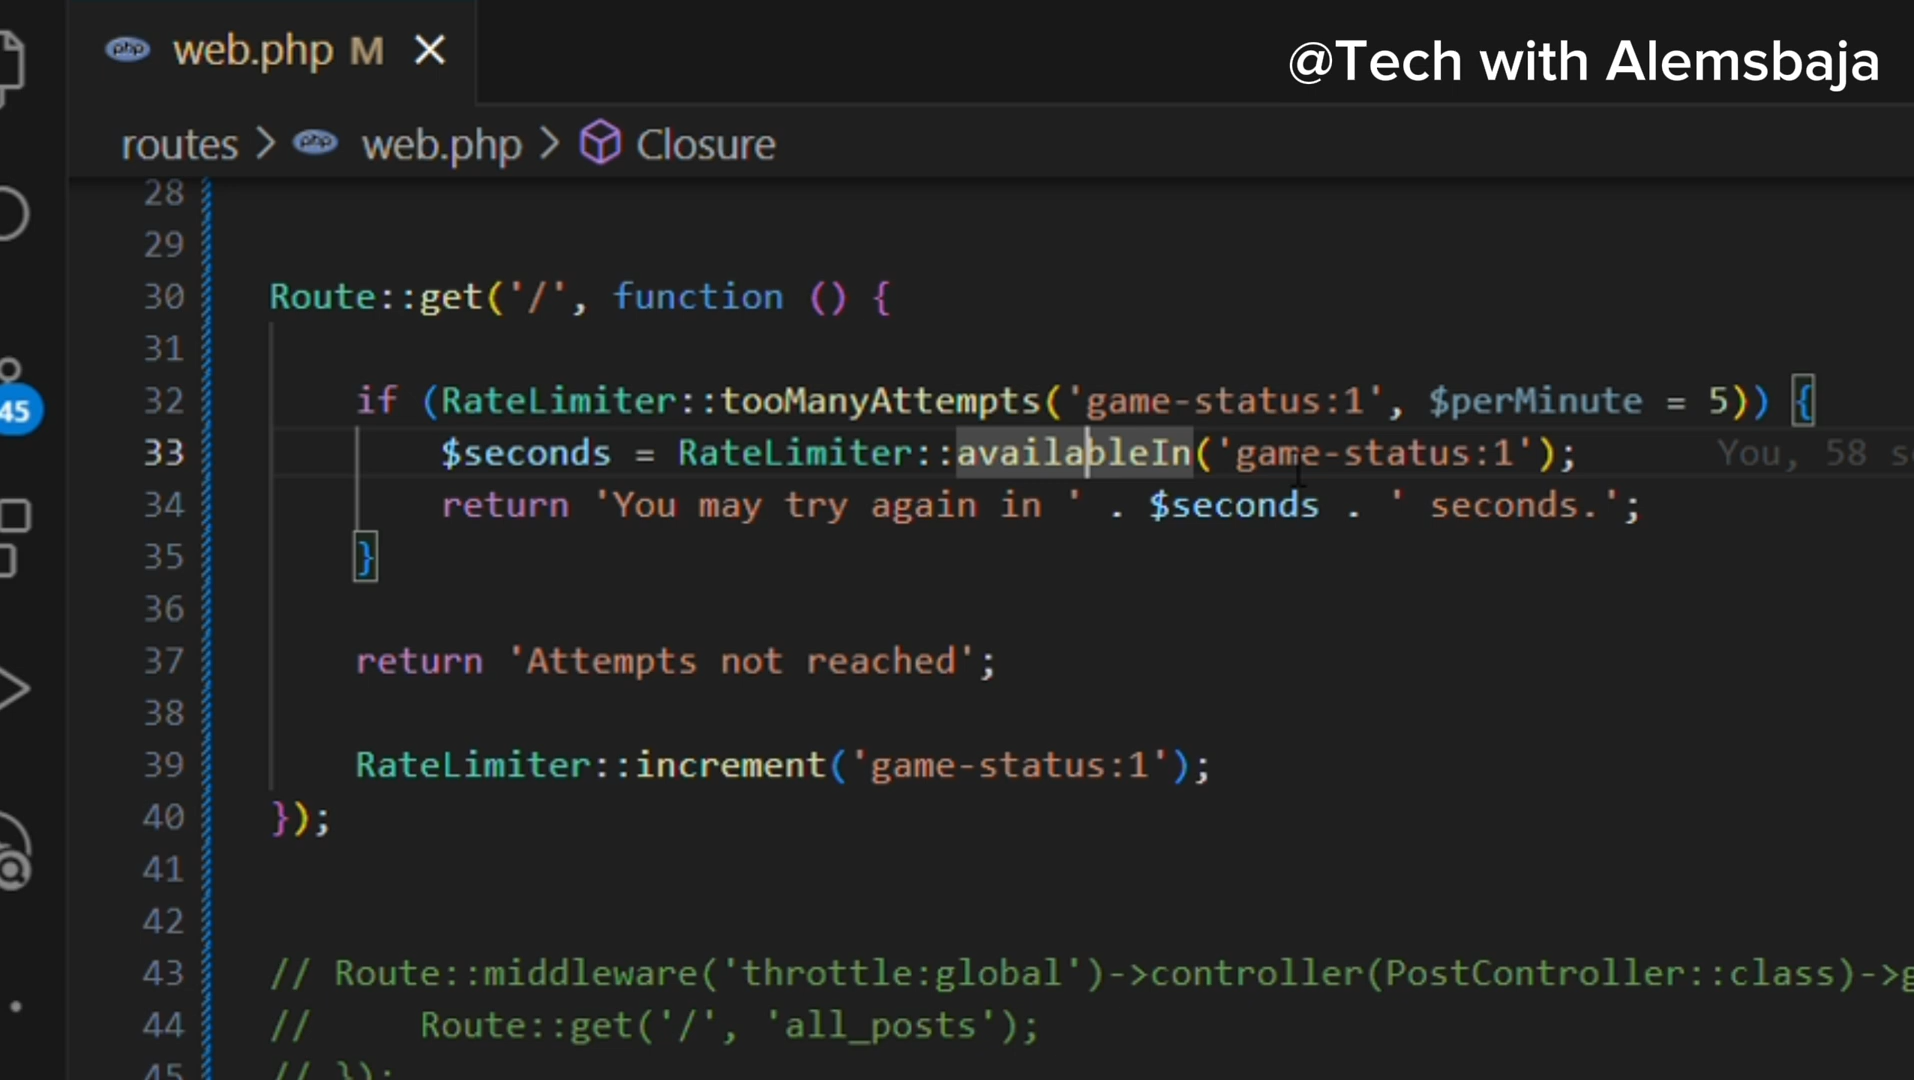 php web.php M ×
@Tech with Alemsbaja
routes > php web.php > Closure
28
29
30 Route::get('/', function () {
31
32 if (RateLimiter::tooManyAttempts('game-status:1', $perMinute = 5)) {
33 $seconds = RateLimiter::availableIn('game-status:1'); You, 58 s
34 return 'You may try again in ' . $seconds . ' seconds.';
35 }
36
37 return 'Attempts not reached';
38
39 RateLimiter::increment('game-status:1');
40 });
41
42
43 // Route::middleware('throttle:global')->controller(PostController::class)->g
44 // Route::get('/', 'all_posts');
45 // });
45